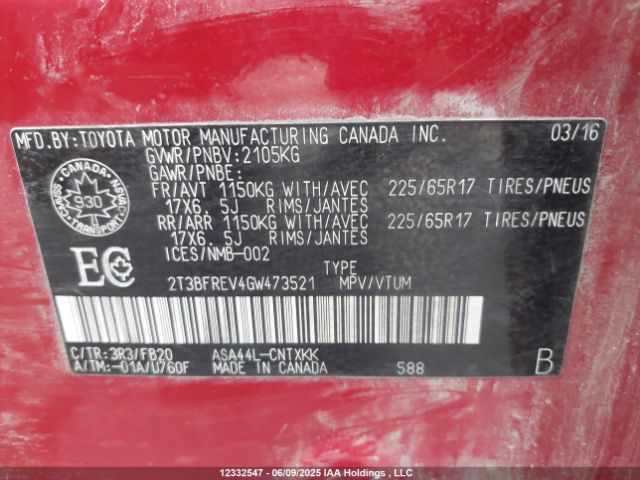 MFD.BY:TOYOTA MOTOR MANUFACTURING CANADA INC. 03/16
GVWR/PNBV:2105KG
GAWR/PNBE:
FR/AVT 1150KG WITH/AVEC 225/65R17 TIRES/PNEUS
17X6.5J RIMS/JANTES
RR/ARR 1150KG WITH/AVEC 225/65R17 TIRES/PNEUS
17X6.5J RIMS/JANTES
ICES/NMB-002
CANADA
CMVSS 930 NSVAC
TRANSPORT
EC
TYPE
2T3BFREV4GW473521 MPV/VTUM
C/TR:3R3/FB20 ASA44L-CNTXKK
A/TM:-01A/U760F MADE IN CANADA 588 B
12332547 - 06/09/2025 IAA Holdings , LLC